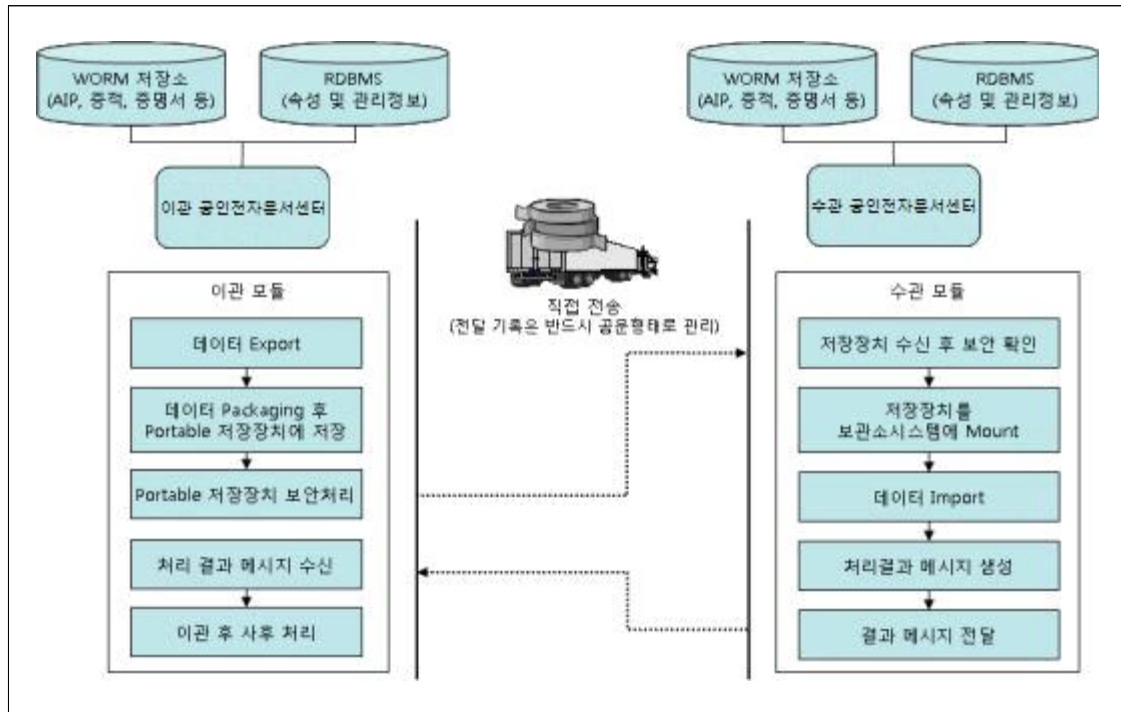 WORM 저장소
(AIP, 증적, 증명서 등)
RDBMS
(속성 및 관리정보)
WORM 저장소
(AIP, 증적, 증명서 등)
RDBMS
(속성 및 관리정보)
이관 공인전자문서센터
수관 공인전자문서센터
직접 전송
(전달 기록은 반드시 공문형태로 관리)
이관 모듈
데이터 Export
데이터 Packaging 후
Portable 저장장치에 저장
Portable 저장장치 보안처리
처리 결과 메시지 수신
이관 후 사후 처리
수관 모듈
저장장치 수신 후 보안 확인
저장장치를
보관소시스템에 Mount
데이터 Import
처리결과 메시지 생성
결과 메시지 전달